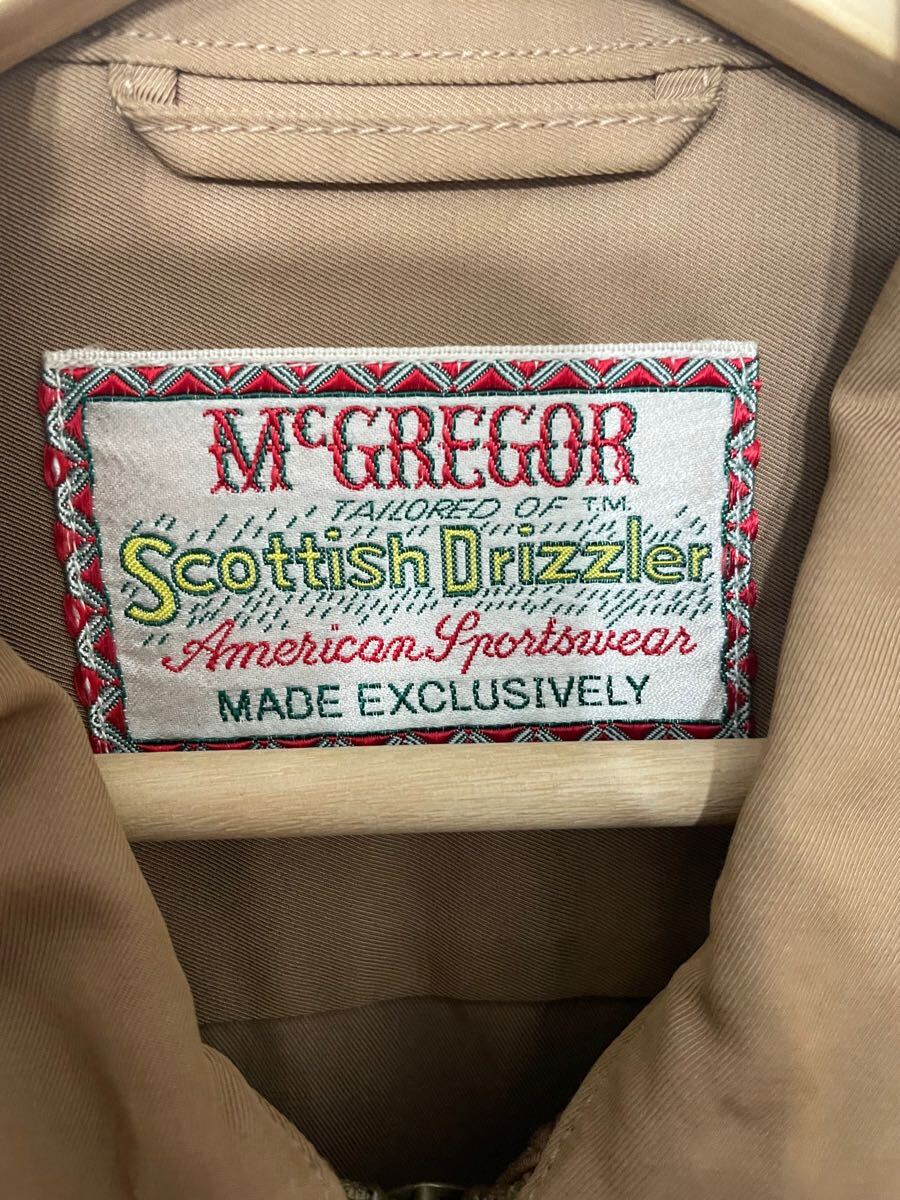 McGREGOR
TAILORED OF T.M.
Scottish Drizzler
American Sportswear
MADE EXCLUSIVELY